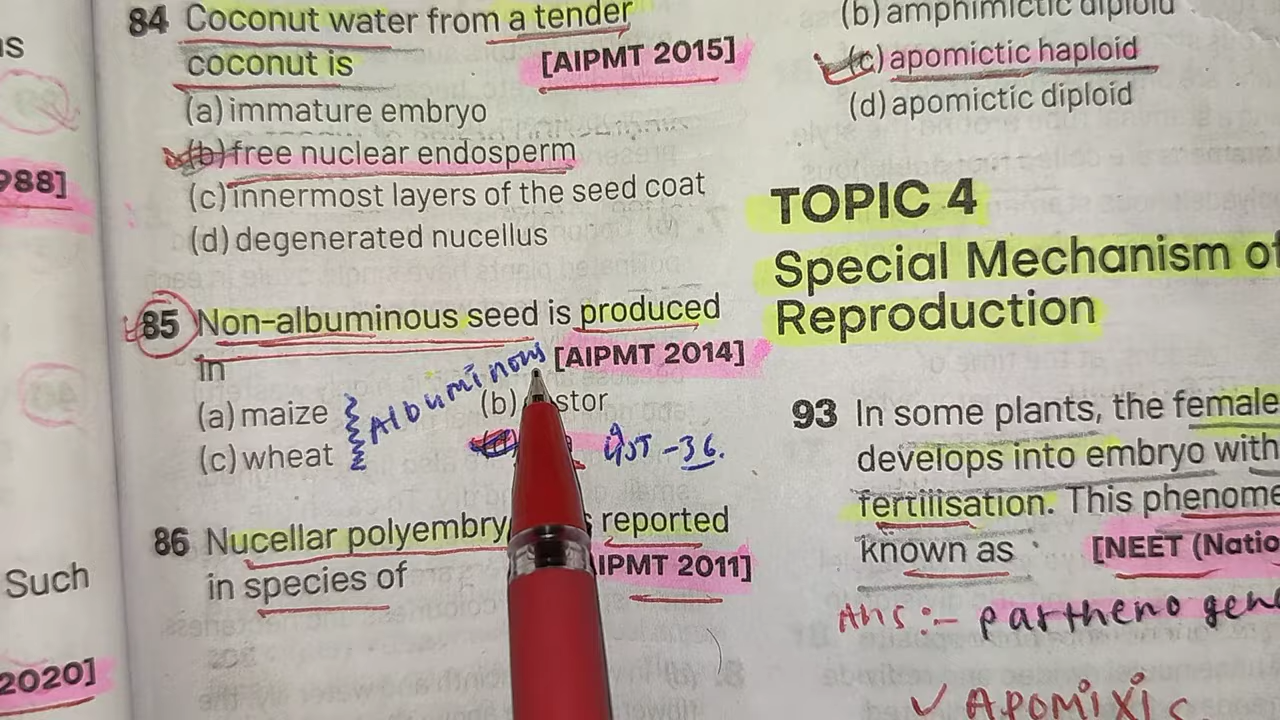 ıs
988]
Such
2020]
84 Coconut water from a tender
coconut is [AIPMT 2015]
(a) immature embryo
(b) free nuclear endosperm
(c) innermost layers of the seed coat
(d) degenerated nucellus
85 Non-albuminous seed is produced
in [AIPMT 2014]
(a) maize
(b) stor
(c) wheat
Albuminous
86 Nucellar polyembry reported
in species of IPMT 2011]
(b) amphimictic diploid
(c) apomictic haploid
(d) apomictic diploid
TOPIC 4
Special Mechanism of
Reproduction
93 In some plants, the female
develops into embryo with
fertilisation. This phenome
known as [NEET (Natio
Ans:- partheno gene
✓ APOMIXIS